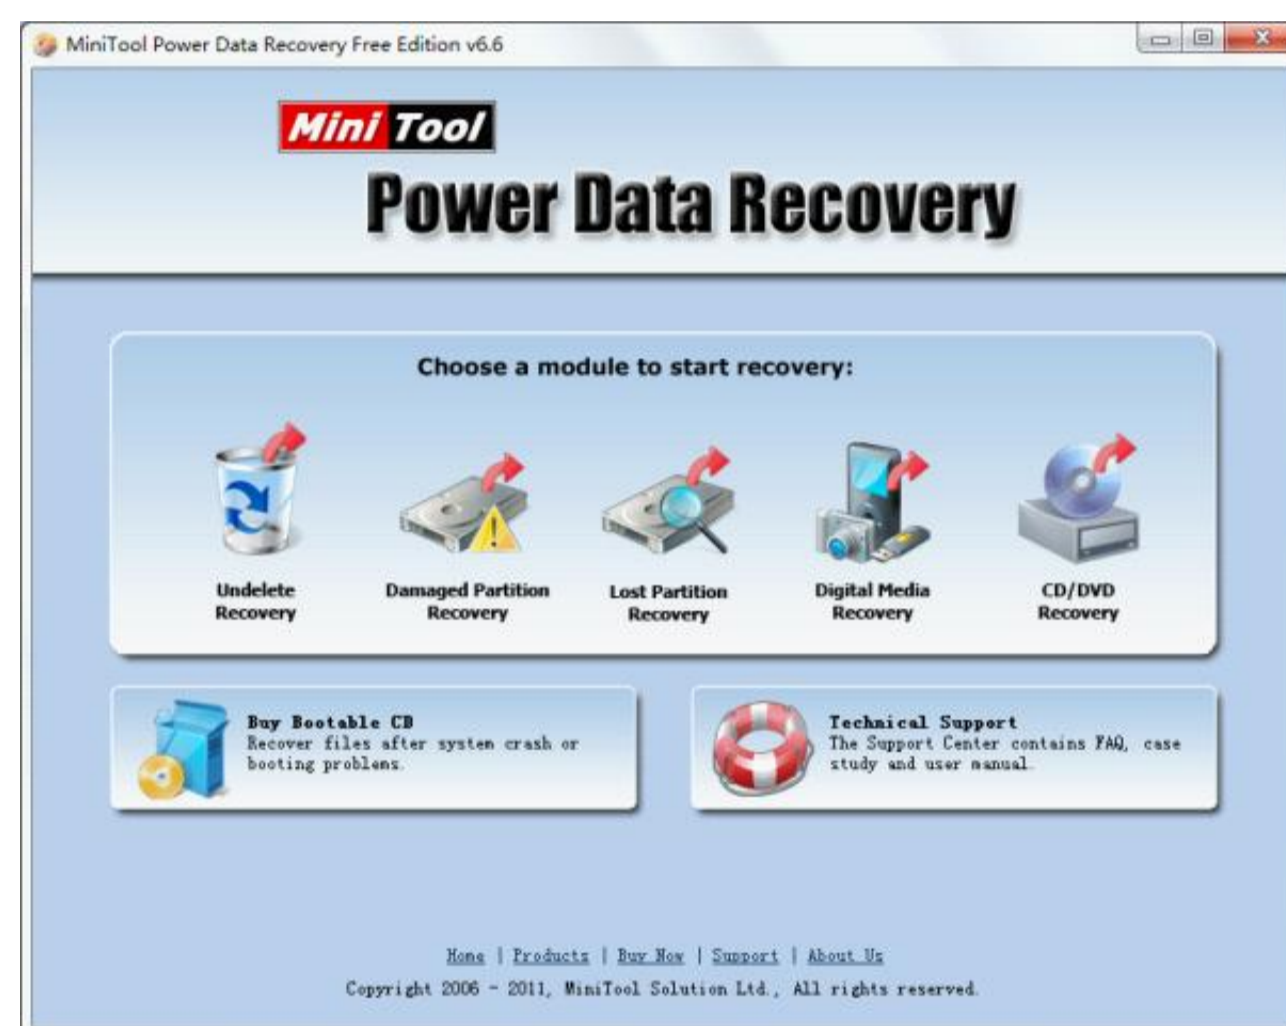 MiniTool Power Data Recovery Free Edition v6.6
Mini Tool
Power Data Recovery
Choose a module to start recovery:
Undelete
Recovery
Damaged Partition
Recovery
Lost Partition
Recovery
Digital Media
Recovery
CD/DVD
Recovery
Buy Bootable CD
Recover files after system crash or
booting problems.
Technical Support
The Support Center contains FAQ, case
study and user manual.
Home | Products | Buy Now | Support | About Us
Copyright 2006 - 2011, MiniTool Solution Ltd., All rights reserved.